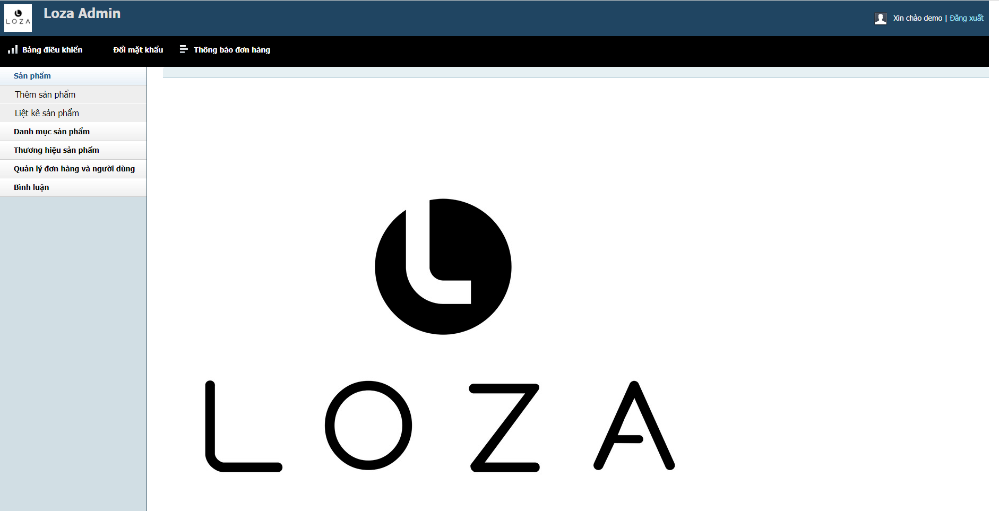 LOZA
Loza Admin
Xin chào demo | Đăng xuất
Bảng điều khiển
Đổi mặt khẩu
Thông báo đơn hàng
Sản phẩm
Thêm sản phẩm
Liệt kê sản phẩm
Danh mục sản phẩm
Thương hiệu sản phẩm
Quản lý đơn hàng và người dùng
Bình luận
LOZA